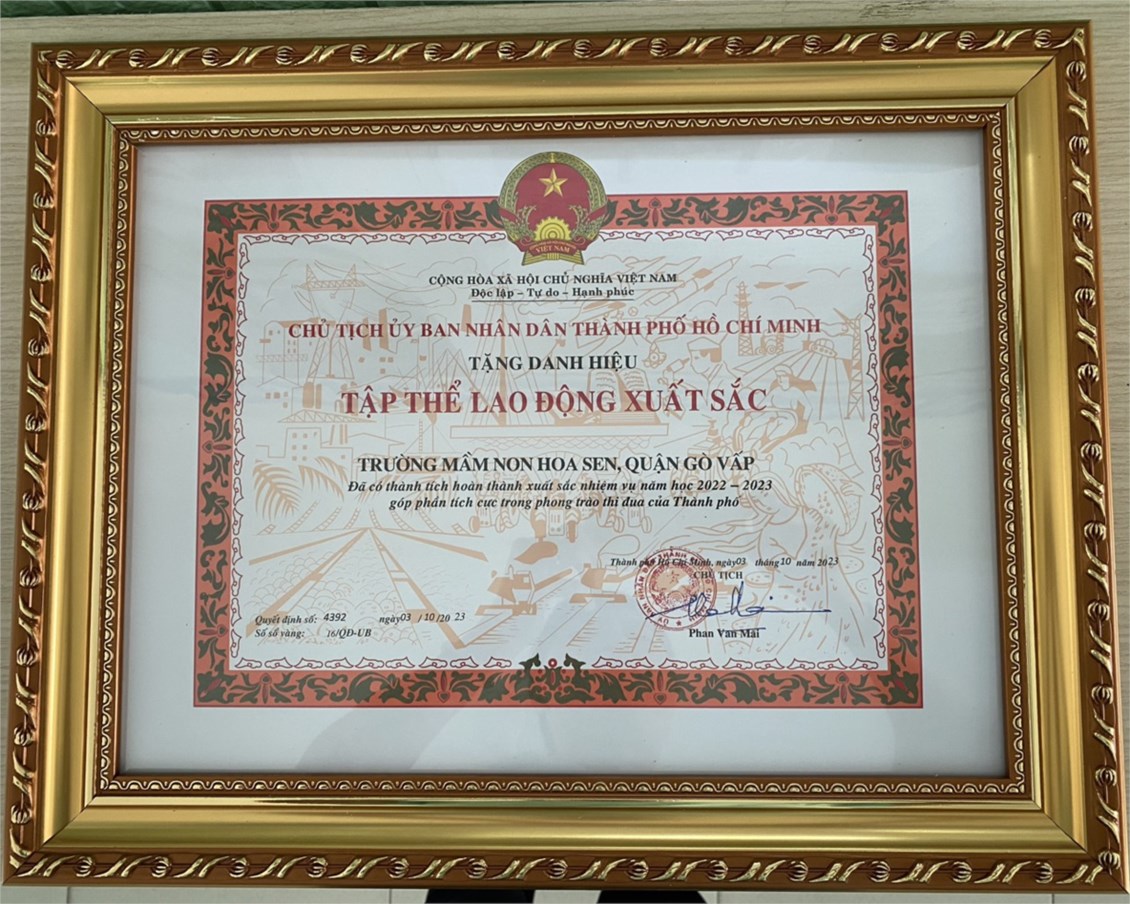 VIỆT NAM
CỘNG HÒA XÃ HỘI CHỦ NGHĨA VIỆT NAM
Độc lập – Tự do – Hạnh phúc
CHỦ TỊCH ỦY BAN NHÂN DÂN THÀNH PHỐ HỒ CHÍ MINH
TẶNG DANH HIỆU
TẬP THỂ LAO ĐỘNG XUẤT SẮC
TRƯỜNG MẦM NON HOA SEN, QUẬN GÒ VẤP
Đã có thành tích hoàn thành xuất sắc nhiệm vụ năm học 2022 – 2023
góp phần tích cực trong phong trào thi đua của Thành phố
Thành phố Hồ Chí Minh, ngày 03 tháng 10 năm 2023
CHỦ TỊCH
Quyết định số: 4392 ngày 03 / 10 /20 23
Số sổ vàng: 16/QĐ-UB
Phan Văn Mãi